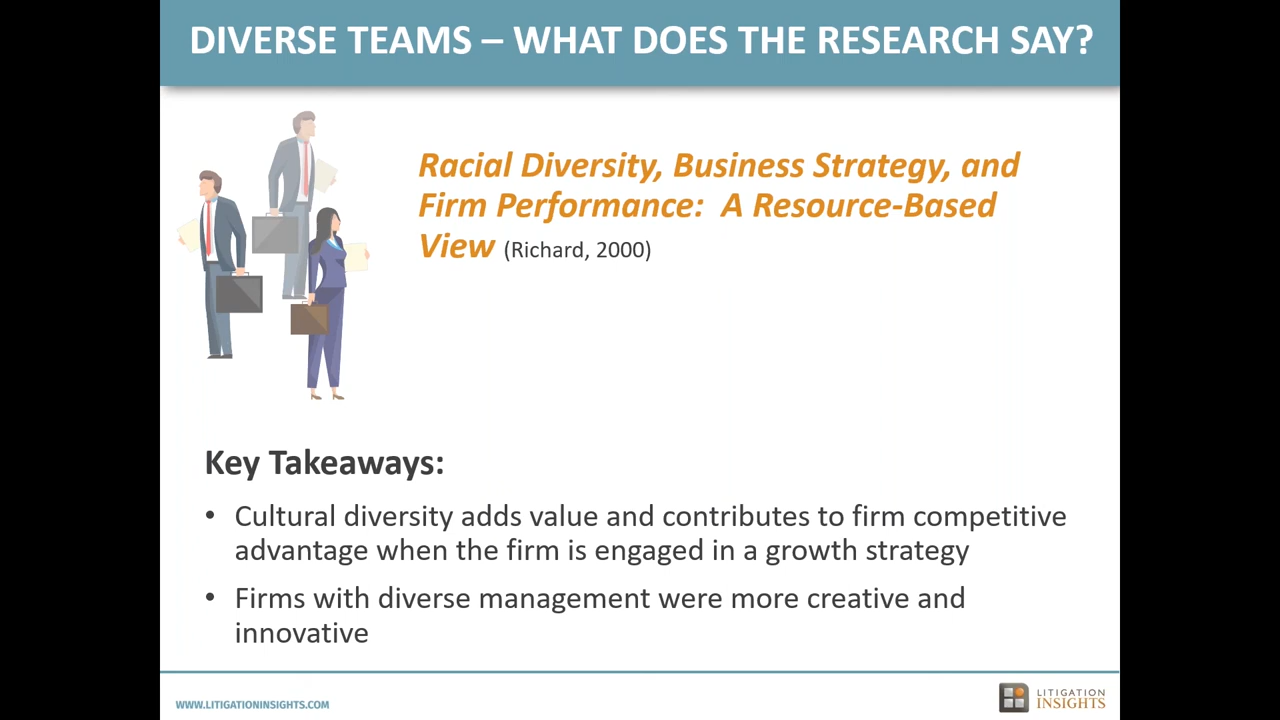 DIVERSE TEAMS – WHAT DOES THE RESEARCH SAY?
Racial Diversity, Business Strategy, and
Firm Performance:  A Resource-Based
View (Richard, 2000)
Key Takeaways:
• Cultural diversity adds value and contributes to firm competitive
advantage when the firm is engaged in a growth strategy
• Firms with diverse management were more creative and
innovative
WWW.LITIGATIONINSIGHTS.COM
LITIGATION
INSIGHTS